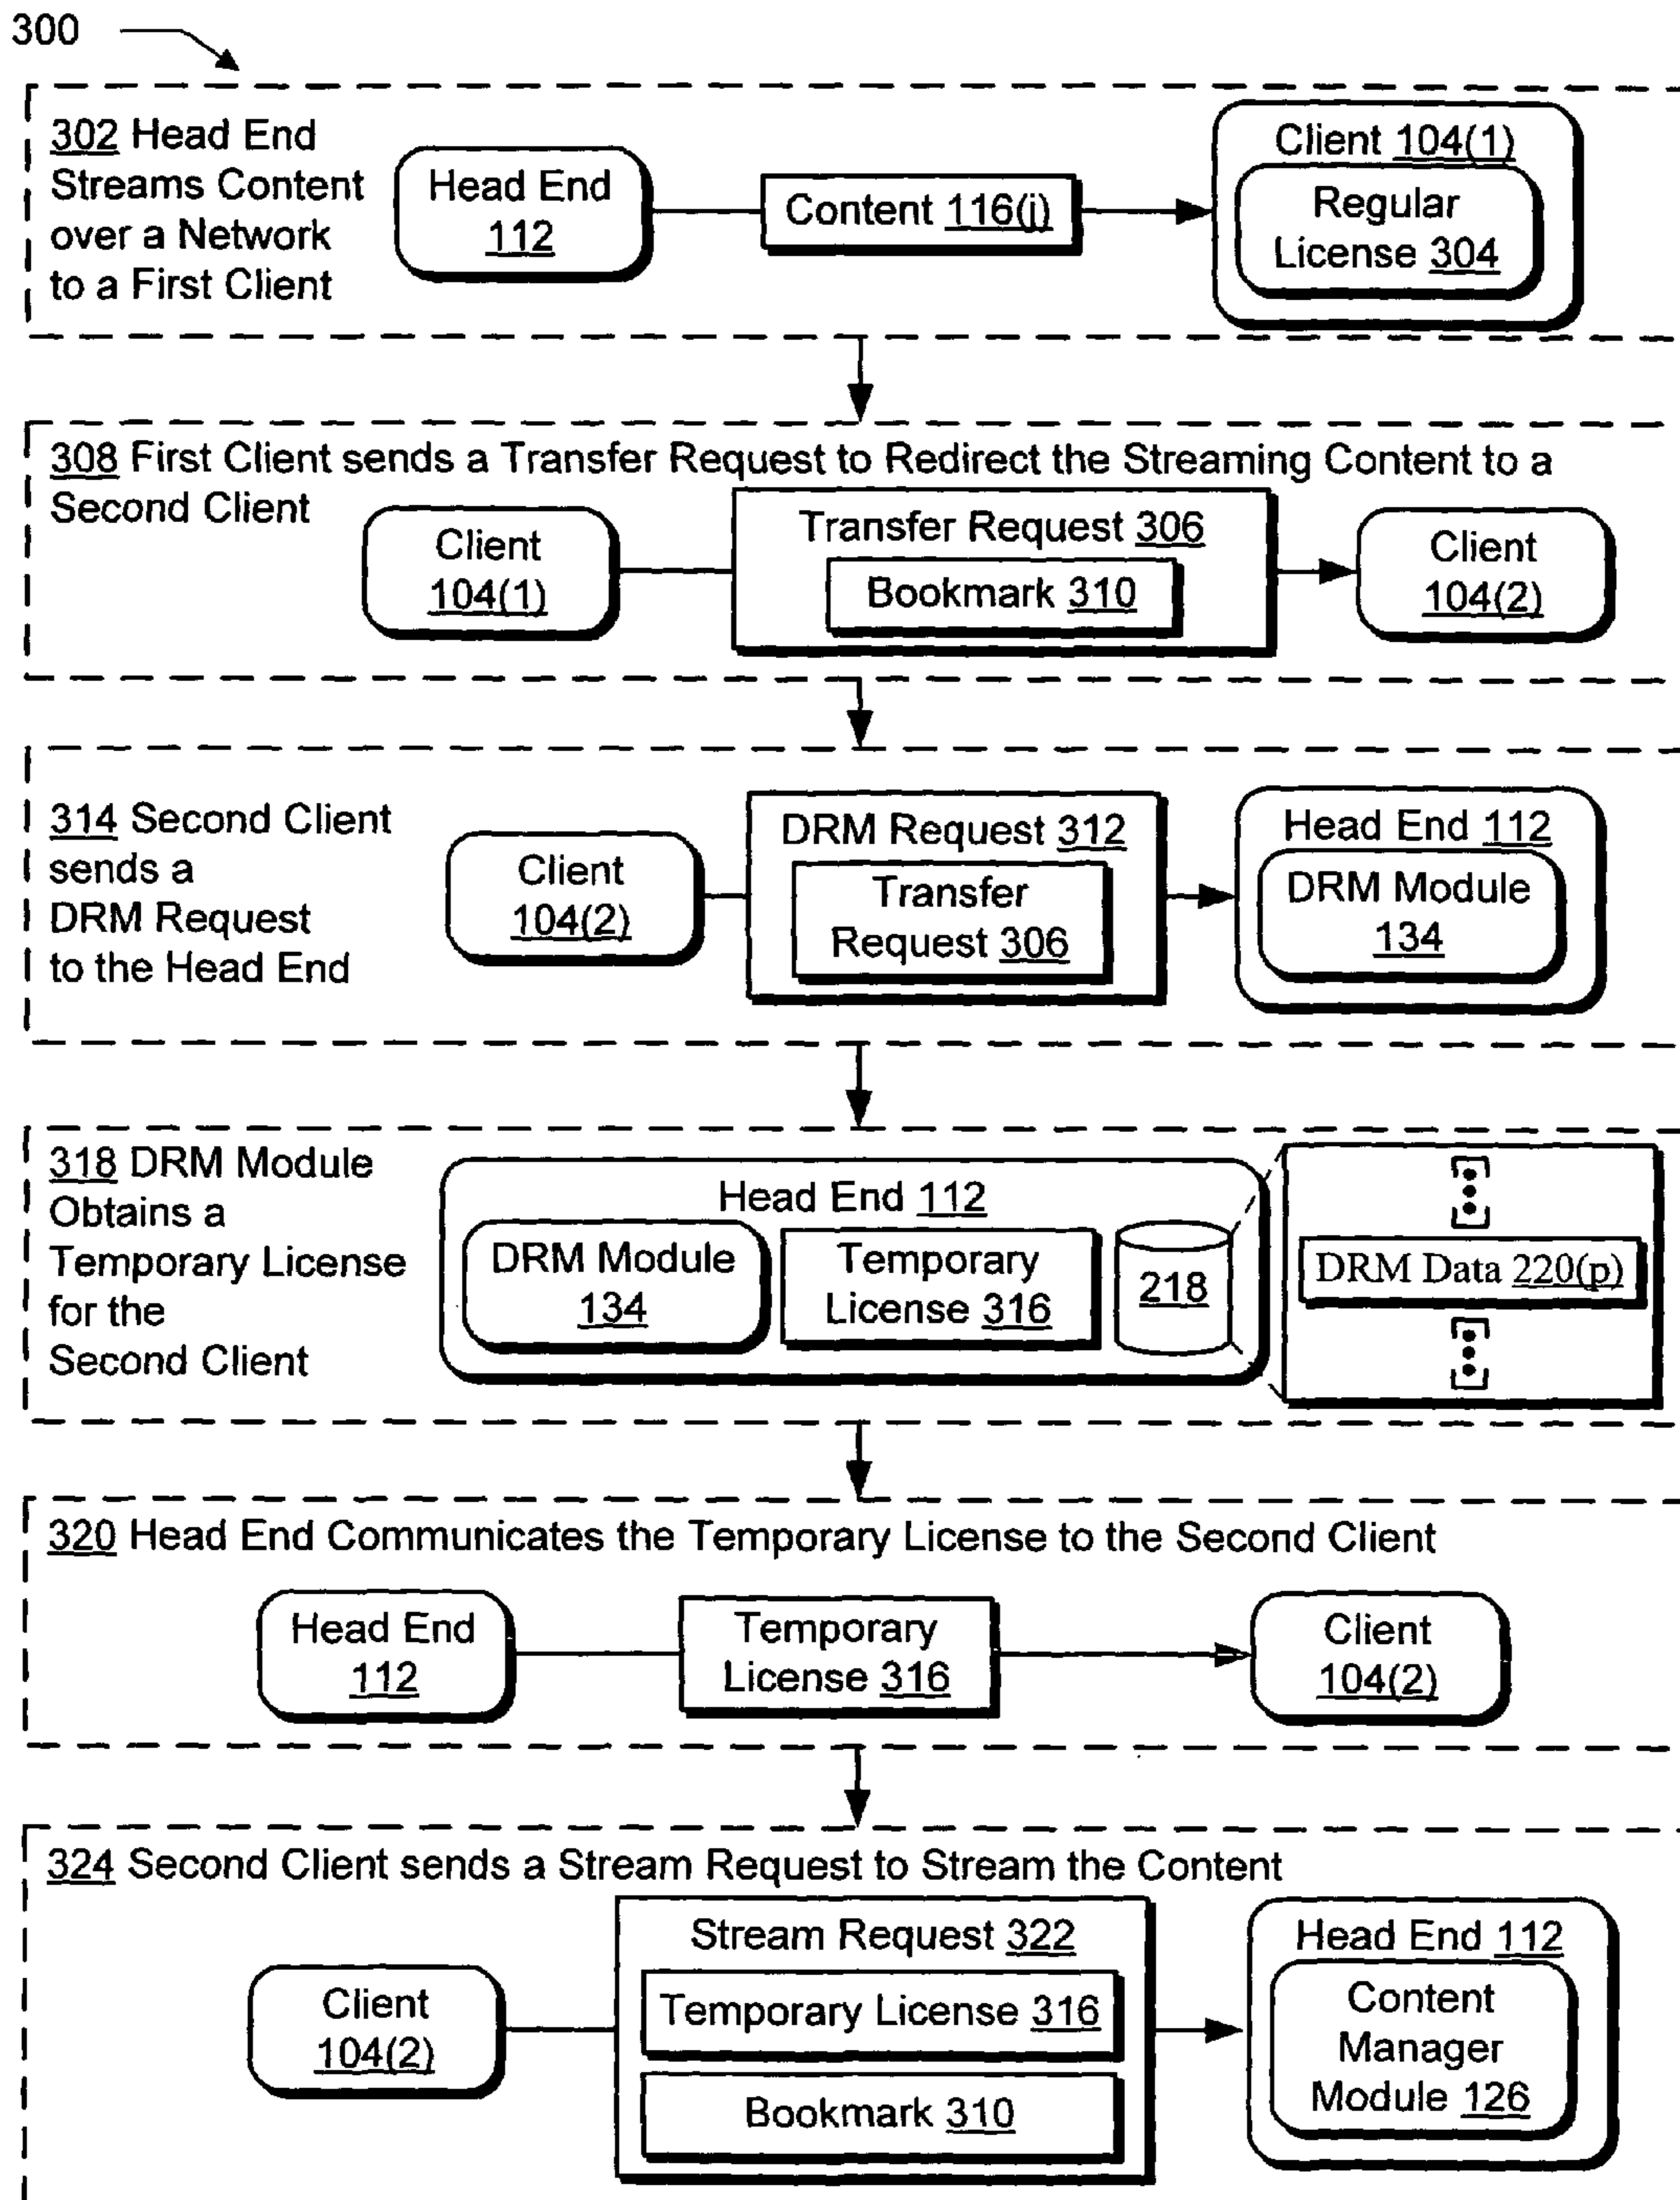 300
302 Head End
Streams Content
over a Network
to a First Client
Head End
112
Content 116(j)
Client 104(1)
Regular
License 304
308 First Client sends a Transfer Request to Redirect the Streaming Content to a
Second Client
Client
104(1)
Transfer Request 306
Bookmark 310
Client
104(2)
314 Second Client
sends a
DRM Request
to the Head End
Client
104(2)
DRM Request 312
Transfer
Request 306
Head End 112
DRM Module
134
318 DRM Module
Obtains a
Temporary License
for the
Second Client
Head End 112
DRM Module
134
Temporary
License 316
218
DRM Data 220(p)
320 Head End Communicates the Temporary License to the Second Client
Head End
112
Temporary
License 316
Client
104(2)
324 Second Client sends a Stream Request to Stream the Content
Client
104(2)
Stream Request 322
Temporary License 316
Bookmark 310
Head End 112
Content
Manager
Module 126